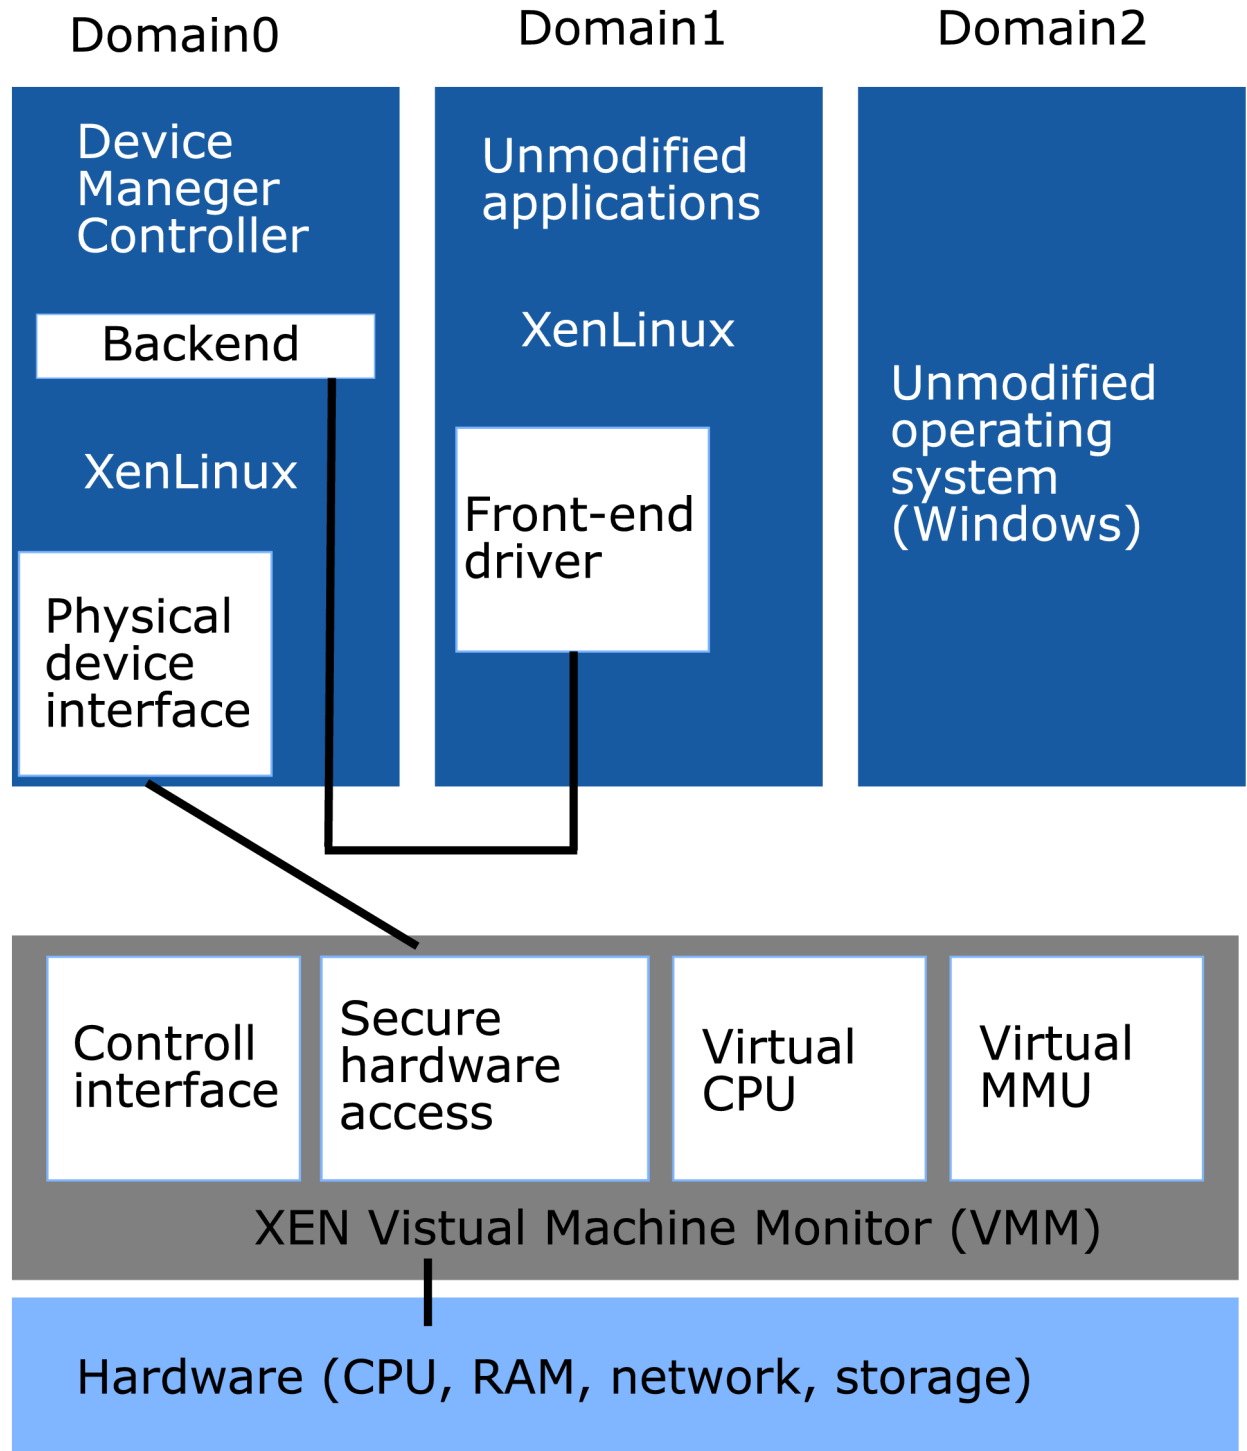 Domain0
Domain1
Domain2
Device
Maneger
Controller
Backend
XenLinux
Physical
device
interface
Unmodified
applications
XenLinux
Front-end
driver
Unmodified
operating
system
(Windows)
Controll
interface
Secure
hardware
access
Virtual
CPU
Virtual
MMU
XEN Vistual Machine Monitor (VMM)
Hardware (CPU, RAM, network, storage)